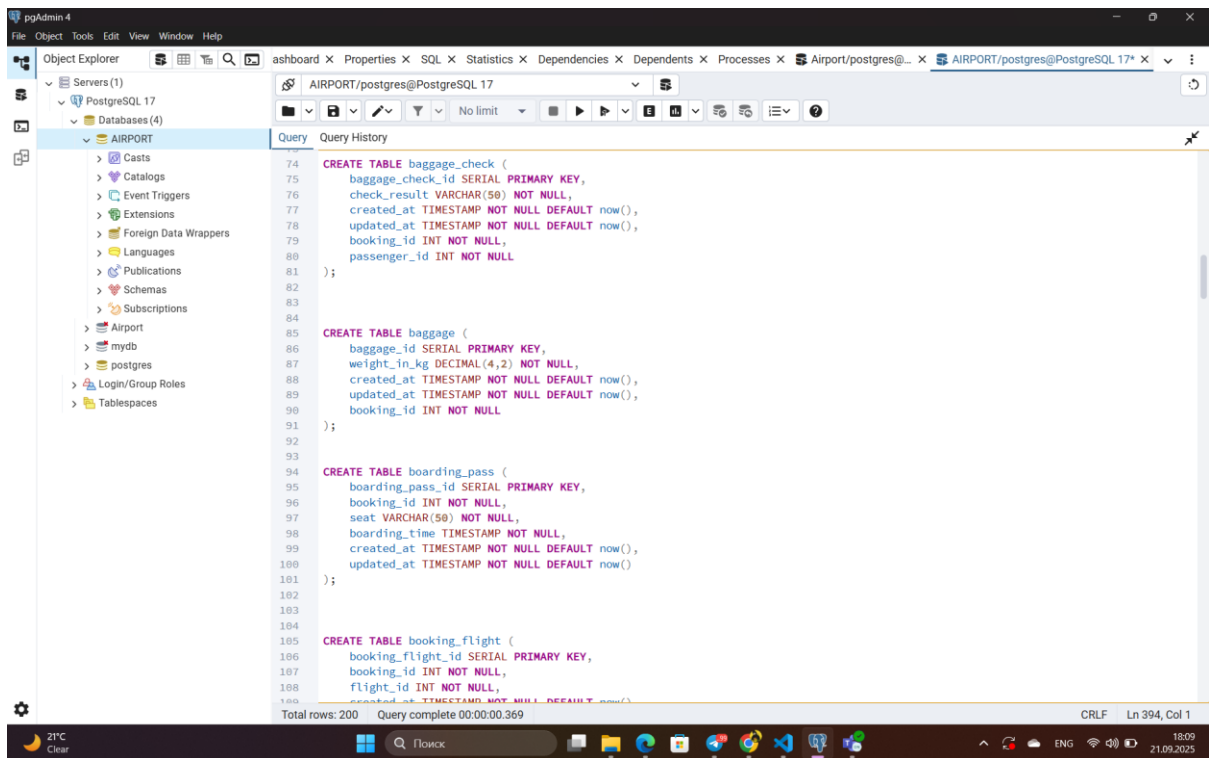 pgAdmin 4
File Object Tools Edit View Window Help
Object Explorer
ashboard Properties SQL Statistics Dependencies Dependents Processes Airport/postgres@... AIRPORT/postgres@PostgreSQL 17*
Servers (1)
PostgreSQL 17
Databases (4)
AIRPORT
Casts
Catalogs
Event Triggers
Extensions
Foreign Data Wrappers
Languages
Publications
Schemas
Subscriptions
Airport
mydb
postgres
Login/Group Roles
Tablespaces
AIRPORT/postgres@PostgreSQL 17
No limit
Query Query History
74 CREATE TABLE baggage_check (
75 baggage_check_id SERIAL PRIMARY KEY,
76 check_result VARCHAR(50) NOT NULL,
77 created_at TIMESTAMP NOT NULL DEFAULT now(),
78 updated_at TIMESTAMP NOT NULL DEFAULT now(),
79 booking_id INT NOT NULL,
80 passenger_id INT NOT NULL
81 );
82
83
84
85 CREATE TABLE baggage (
86 baggage_id SERIAL PRIMARY KEY,
87 weight_in_kg DECIMAL(4,2) NOT NULL,
88 created_at TIMESTAMP NOT NULL DEFAULT now(),
89 updated_at TIMESTAMP NOT NULL DEFAULT now(),
90 booking_id INT NOT NULL
91 );
92
93
94 CREATE TABLE boarding_pass (
95 boarding_pass_id SERIAL PRIMARY KEY,
96 booking_id INT NOT NULL,
97 seat VARCHAR(50) NOT NULL,
98 boarding_time TIMESTAMP NOT NULL,
99 created_at TIMESTAMP NOT NULL DEFAULT now(),
100 updated_at TIMESTAMP NOT NULL DEFAULT now()
101 );
102
103
104
105 CREATE TABLE booking_flight (
106 booking_flight_id SERIAL PRIMARY KEY,
107 booking_id INT NOT NULL,
108 flight_id INT NOT NULL,
109 created_at TIMESTAMP NOT NULL DEFAULT now()
Total rows: 200 Query complete 00:00:00.369 CRLF Ln 394, Col 1
21°C
Clear
Поиск
99
ENG
18:09
21.09.2025